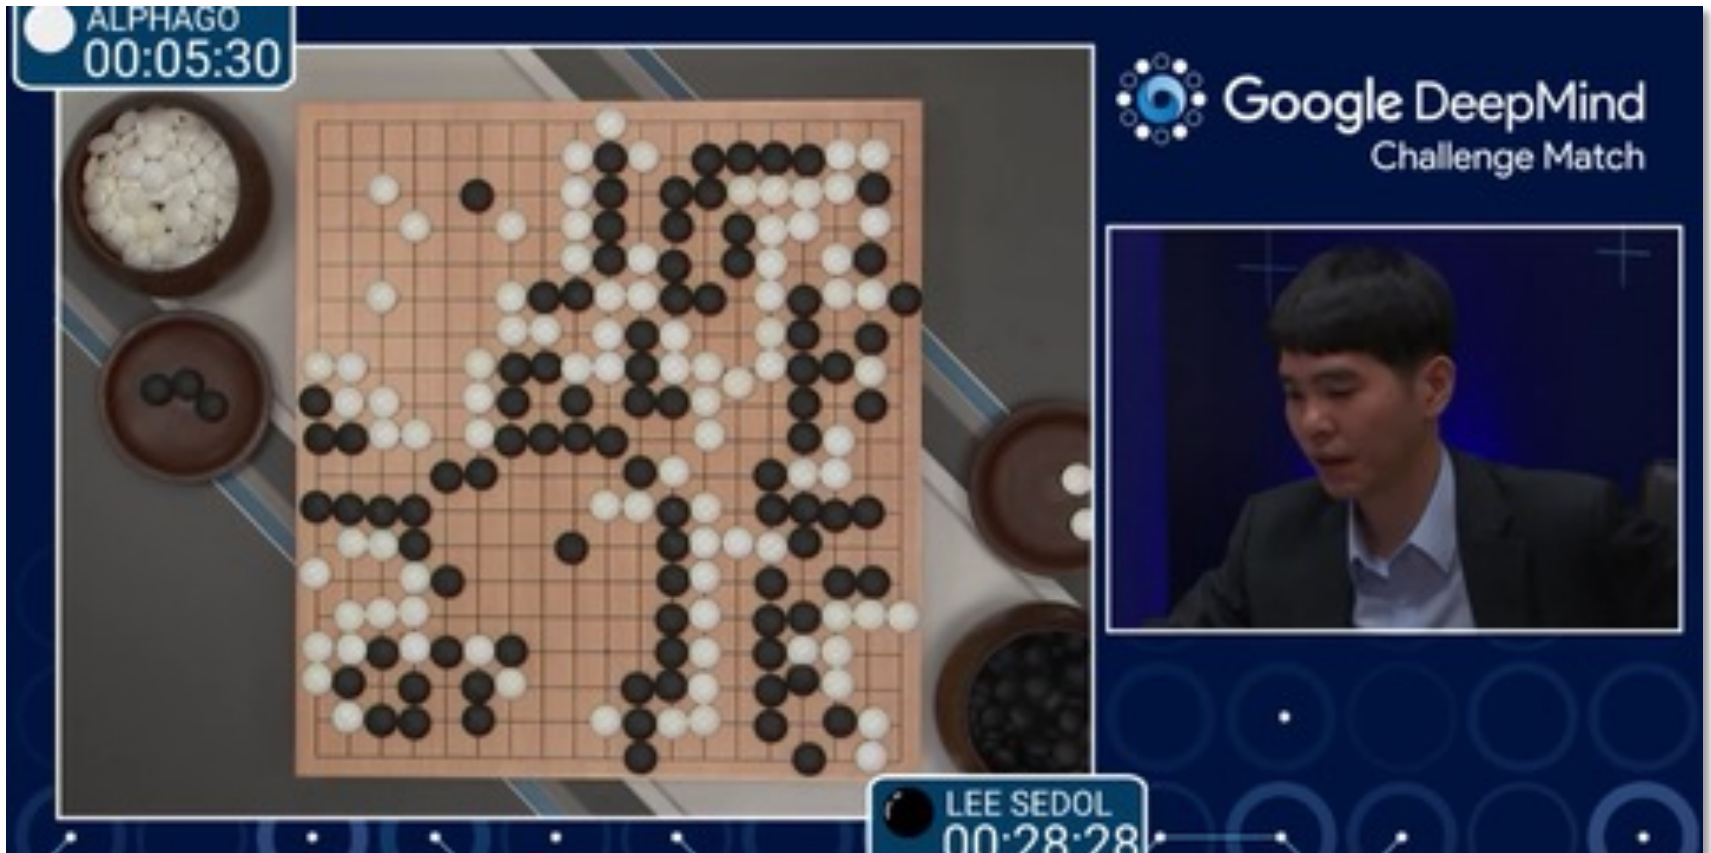 ALPHAGO
00:05:30
Google DeepMind
Challenge Match
LEE SEDOL
00:28:28